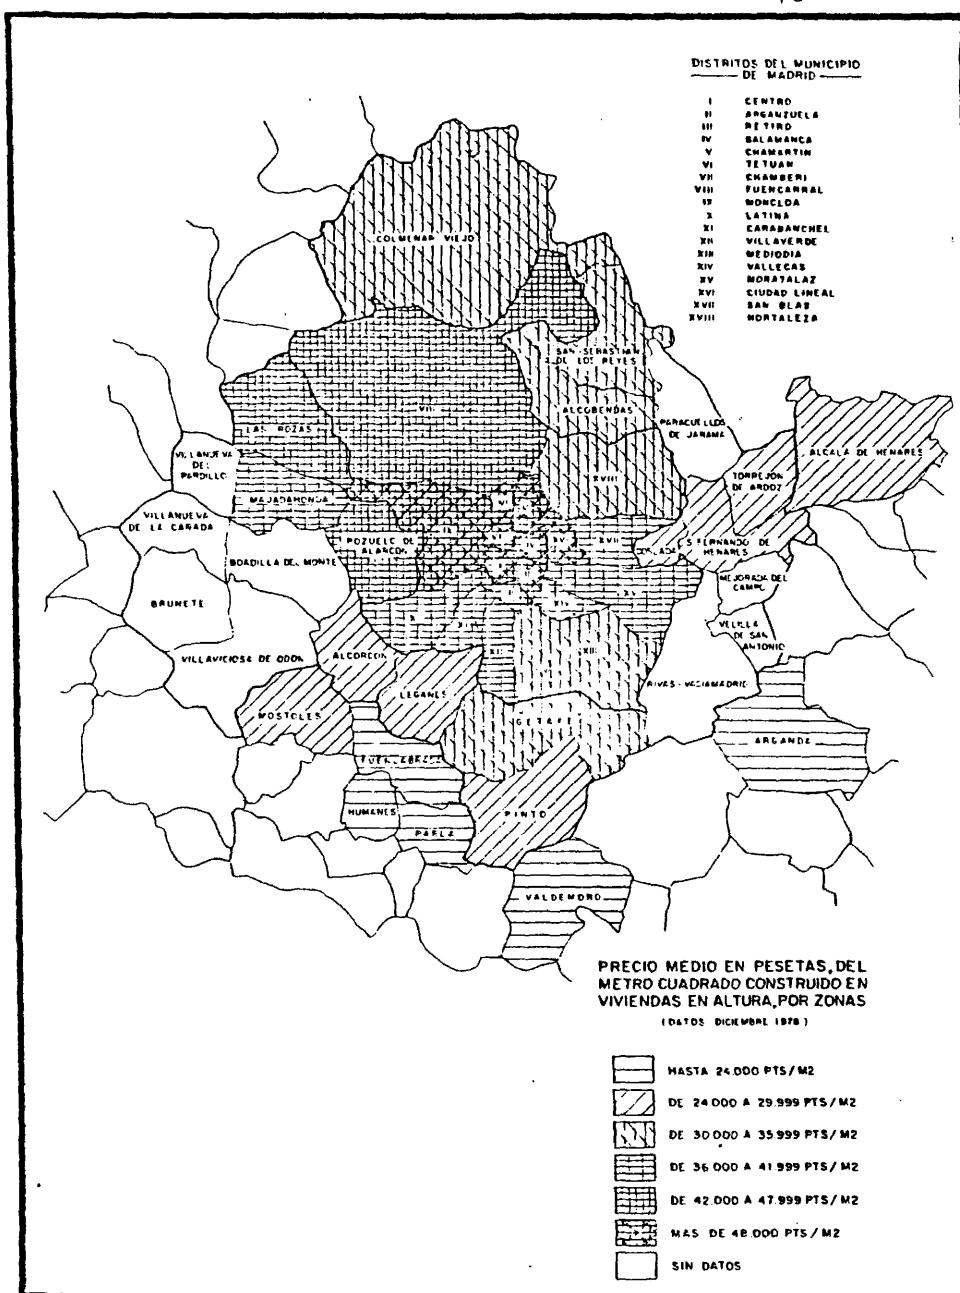 DISTRITOS DEL MUNICIPIO
DE MADRID
I CENTRO
II ARGANZUELA
III RETIRO
IV SALAMANCA
V CHAMARTIN
VI TETUAN
VII CHAMBERI
VIII FUENCARRAL
IX MONCLOA
X LATINA
XI CARABANCHEL
XII VILLAVERDE
XIII MEDIODIA
XIV VALLECAS
XV MORATALAZ
XVI CIUDAD LINEAL
XVII SAN BLAS
XVIII HORTALEZA
COLMENAR VIEJO
SAN SEBASTIAN
DE LOS REYES
VIII
ALCOBENDAS
PARACUELLOS
DE JARAMA
LAS ROZAS
ALCALA DE HENARES
VILLANUEVA
DEL
PARDILLO
TORREJON
DE ARDOZ
XVIII
MAJADAHONDA
VILLANUEVA
DE LA CAÑADA
POZUELO DE
ALARCON
XVII
COSLADA
S FERNANDO DE
HENARES
BOADILLA DEL MONTE
MEJORADA DEL
CAMPO
BRUNETE
XV
XIV
X
VELILLA
DE SAN
ANTONIO
VILLAVICIOSA DE ODON
ALCORCON
XIII
LEGANES
RIVAS-VACIAMADRID
MOSTOLES
GETAFE
ARGANDA
FUENLABRADA
HUMANES
PARLA
PINTO
VALDEMORO
PRECIO MEDIO EN PESETAS, DEL
METRO CUADRADO CONSTRUIDO EN
VIVIENDAS EN ALTURA, POR ZONAS
(DATOS DICIEMBRE 1978)
HASTA 24.000 PTS/M2
DE 24.000 A 29.999 PTS/M2
DE 30.000 A 35.999 PTS/M2
DE 36.000 A 41.999 PTS/M2
DE 42.000 A 47.999 PTS/M2
MAS DE 48.000 PTS/M2
SIN DATOS